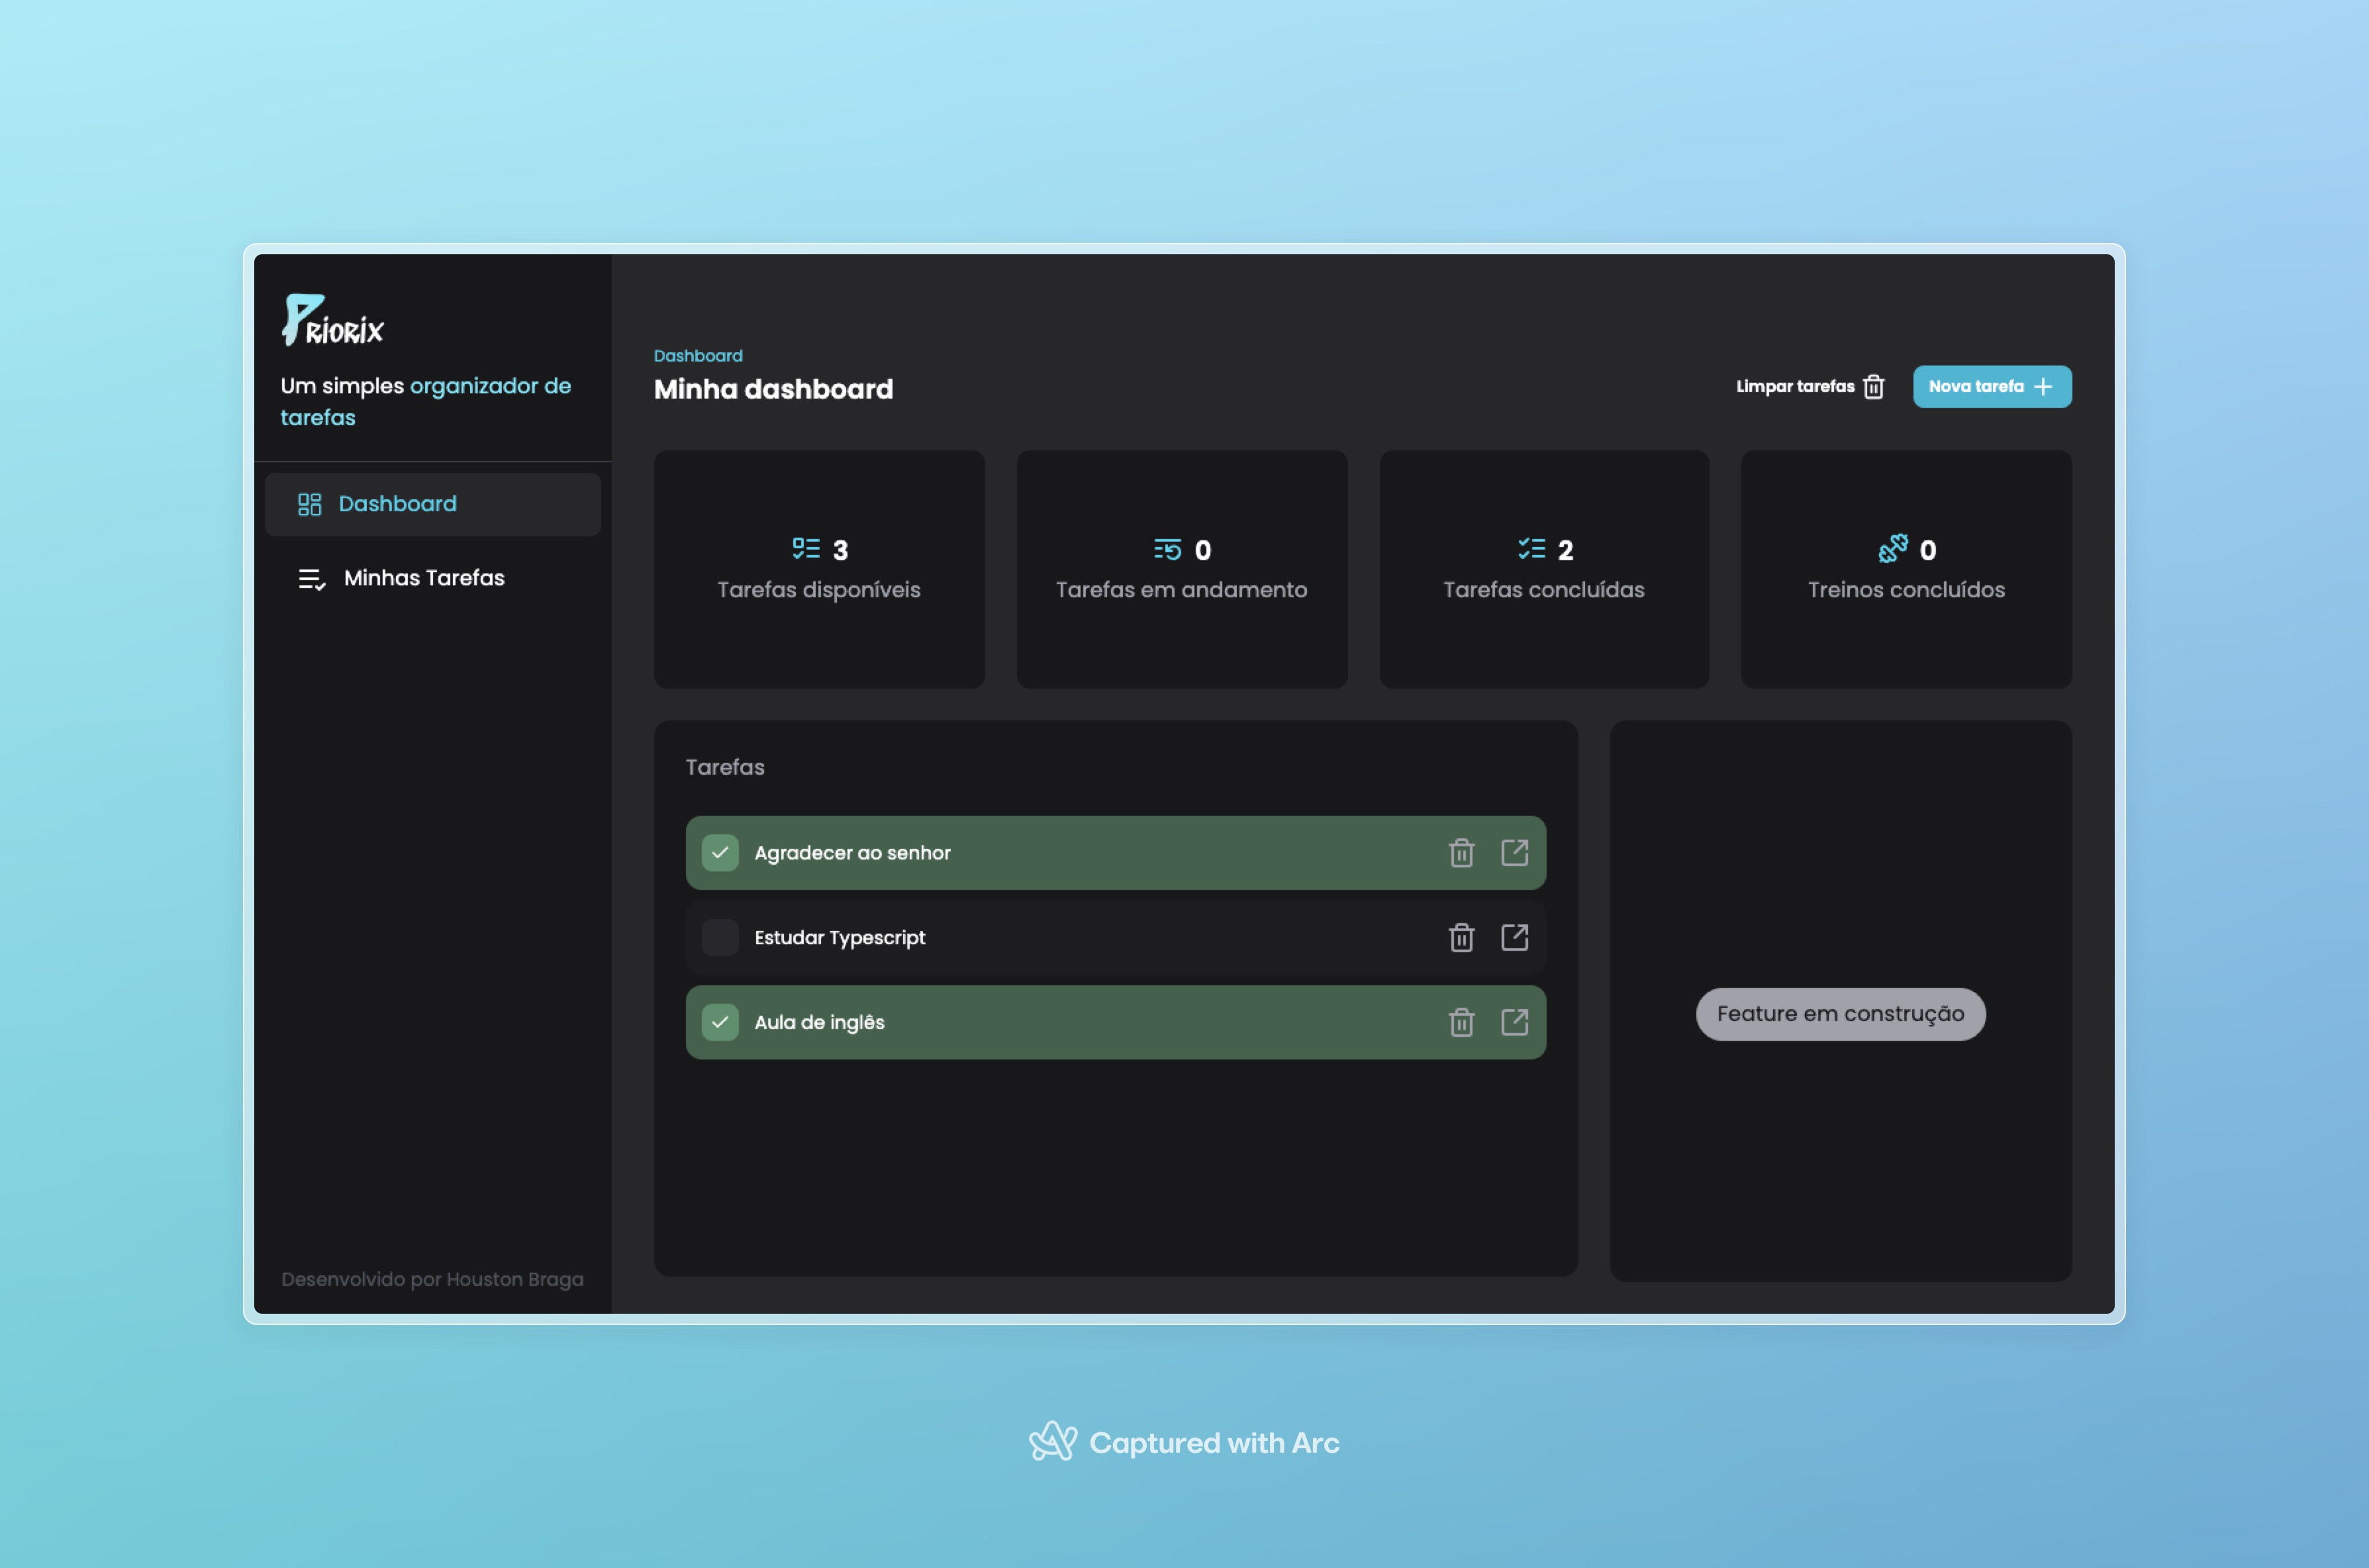 Priorix
Um simples organizador de
tarefas
Dashboard
Minhas Tarefas
Desenvolvido por Houston Braga
Dashboard
Minha dashboard
Limpar tarefas
Nova tarefa
3
Tarefas disponíveis
0
Tarefas em andamento
2
Tarefas concluídas
0
Treinos concluídos
Tarefas
Agradecer ao senhor
Estudar Typescript
Aula de inglês
Feature em construção
Captured with Arc